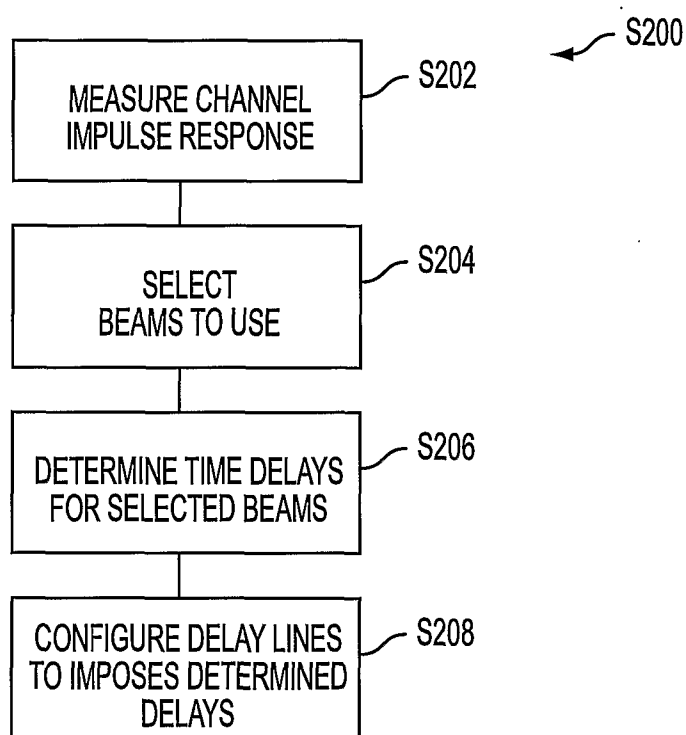 S200
MEASURE CHANNEL
IMPULSE RESPONSE
S202
SELECT
BEAMS TO USE
S204
DETERMINE TIME DELAYS
FOR SELECTED BEAMS
S206
CONFIGURE DELAY LINES
TO IMPOSES DETERMINED
DELAYS
S208